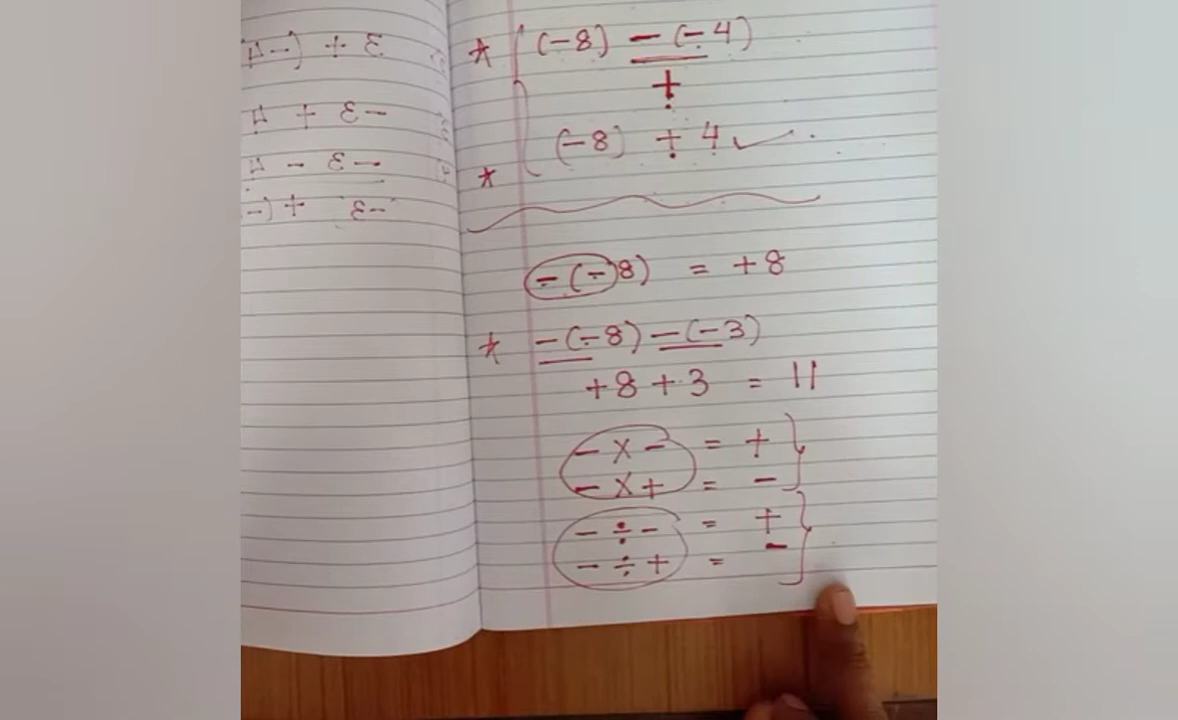 (-8) - (-4)
+
(-8) + 4 ✓
-(-8) = +8
-(-8) -(-3)
+8 +3 = 11
- x - = +
- x + = -
- ÷ - = +
- ÷ + = -